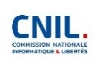 CNIL.
COMMISSION NATIONALE
INFORMATIQUE & LIBERTÉS